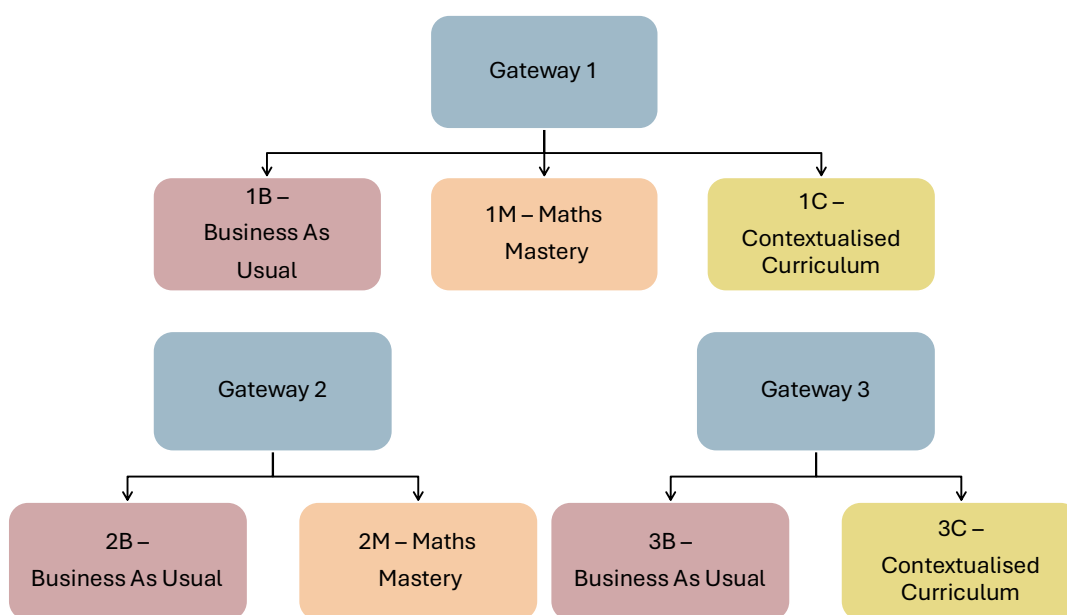 Gateway 1
1B –
Business As
Usual
1M – Maths
Mastery
1C –
Contextualised
Curriculum
Gateway 2
Gateway 3
2B –
Business As Usual
2M – Maths
Mastery
3B –
Business As Usual
3C –
Contextualised
Curriculum